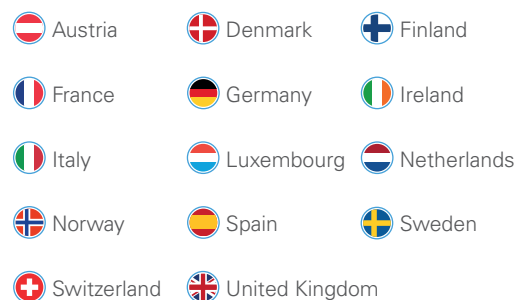 Austria Denmark Finland
France Germany Ireland
Italy Luxembourg Netherlands
Norway Spain Sweden
Switzerland United Kingdom